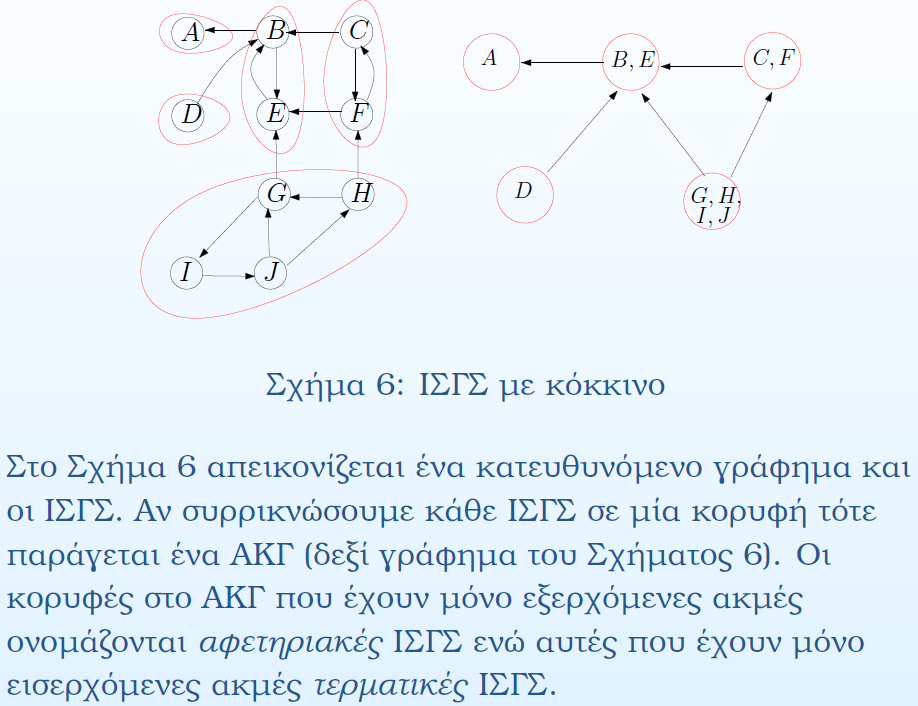 A B C
D E F
G H
I J
A B, E C, F
D G, H,
I, J
Σχήμα 6: ΙΣΓΣ με κόκκινο
Στο Σχήμα 6 απεικονίζεται ένα κατευθυνόμενο γράφημα και
οι ΙΣΓΣ. Αν συρρικνώσουμε κάθε ΙΣΓΣ σε μία κορυφή τότε
παράγεται ένα ΑΚΓ (δεξί γράφημα του Σχήματος 6). Οι
κορυφές στο ΑΚΓ που έχουν μόνο εξερχόμενες ακμές
ονομάζονται αφετηριακές ΙΣΓΣ ενώ αυτές που έχουν μόνο
εισερχόμενες ακμές τερματικές ΙΣΓΣ.